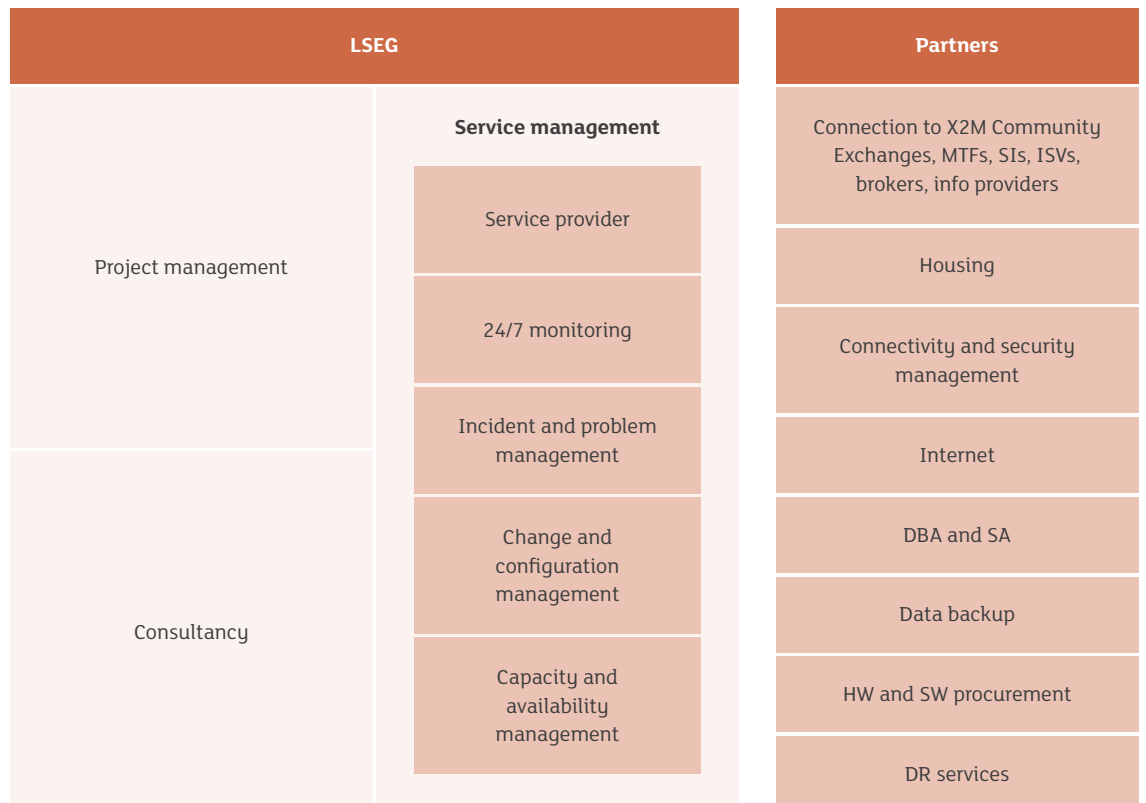 LSEG
Project management
Consultancy
Service management
Service provider
24/7 monitoring
Incident and problem
management
Change and
configuration
management
Capacity and
availability
management
Partners
Connection to X2M Community
Exchanges, MTFs, SIs, ISVs,
brokers, info providers
Housing
Connectivity and security
management
Internet
DBA and SA
Data backup
HW and SW procurement
DR services